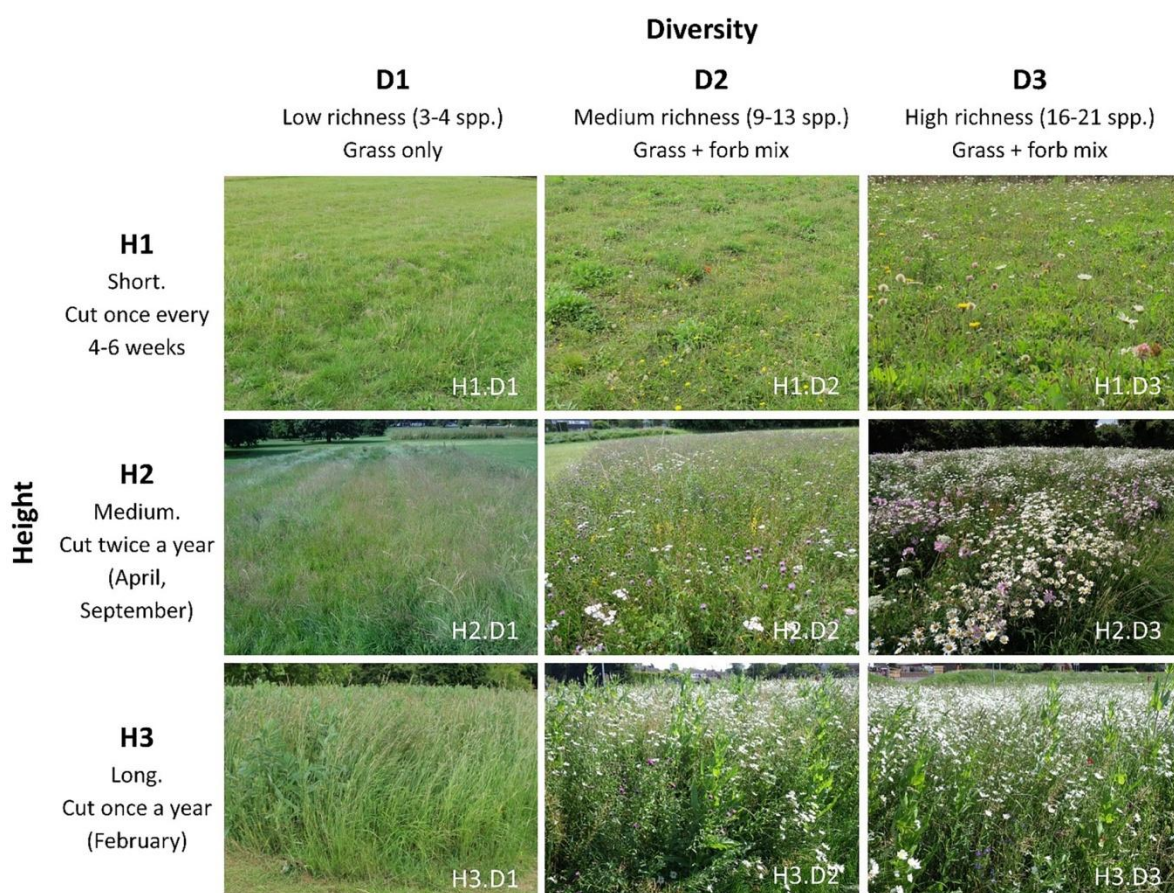 Diversity
D1
Low richness (3-4 spp.)
Grass only
D2
Medium richness (9-13 spp.)
Grass + forb mix
D3
High richness (16-21 spp.)
Grass + forb mix
Height
H1
Short.
Cut once every
4-6 weeks
H1.D1
H1.D2
H1.D3
H2
Medium.
Cut twice a year
(April,
September)
H2.D1
H2.D2
H2.D3
H3
Long.
Cut once a year
(February)
H3.D1
H3.D2
H3.D3